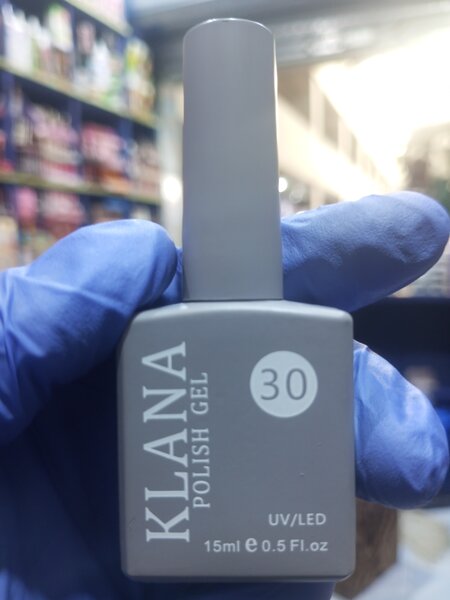 KLANA
POLISH GEL
30
UV/LED
15ml e 0.5 Fl.oz